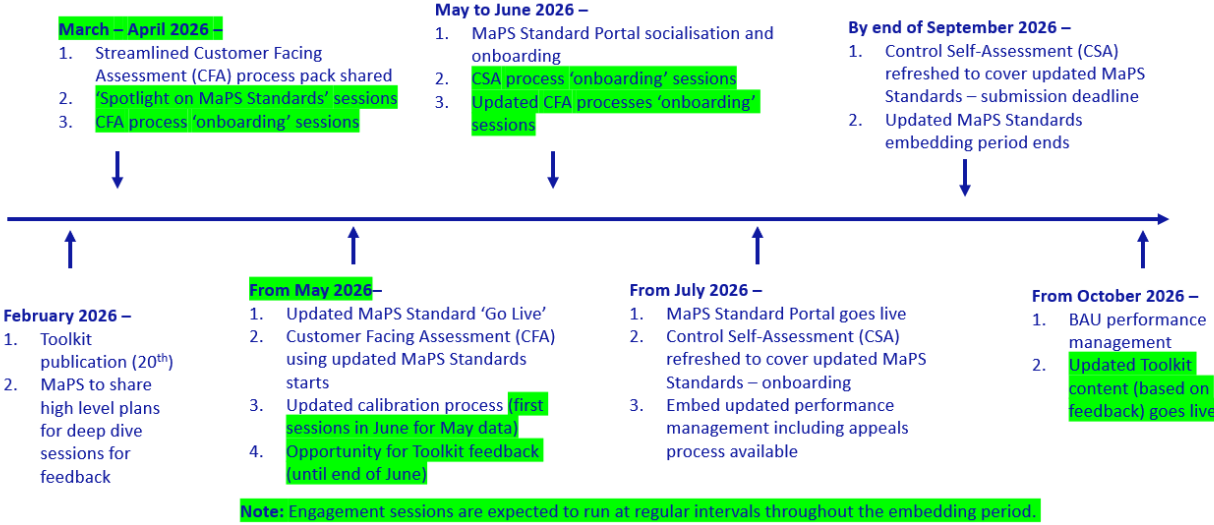 March – April 2026 –
1. Streamlined Customer Facing
Assessment (CFA) process pack shared
2. ‘Spotlight on MaPS Standards’ sessions
3. CFA process ‘onboarding’ sessions
May to June 2026 –
1. MaPS Standard Portal socialisation and
onboarding
2. CSA process ‘onboarding’ sessions
3. Updated CFA processes ‘onboarding’
sessions
By end of September 2026 –
1. Control Self-Assessment (CSA)
refreshed to cover updated MaPS
Standards – submission deadline
2. Updated MaPS Standards
embedding period ends
February 2026 –
1. Toolkit
publication (20th)
2. MaPS to share
high level plans
for deep dive
sessions for
feedback
From May 2026–
1. Updated MaPS Standard ‘Go Live’
2. Customer Facing Assessment (CFA)
using updated MaPS Standards
starts
3. Updated calibration process (first
sessions in June for May data)
4. Opportunity for Toolkit feedback
(until end of June)
From July 2026 –
1. MaPS Standard Portal goes live
2. Control Self-Assessment (CSA)
refreshed to cover updated MaPS
Standards – onboarding
3. Embed updated performance
management including appeals
process available
From October 2026 –
1. BAU performance
management
2. Updated Toolkit
content (based on
feedback) goes live
Note: Engagement sessions are expected to run at regular intervals throughout the embedding period.